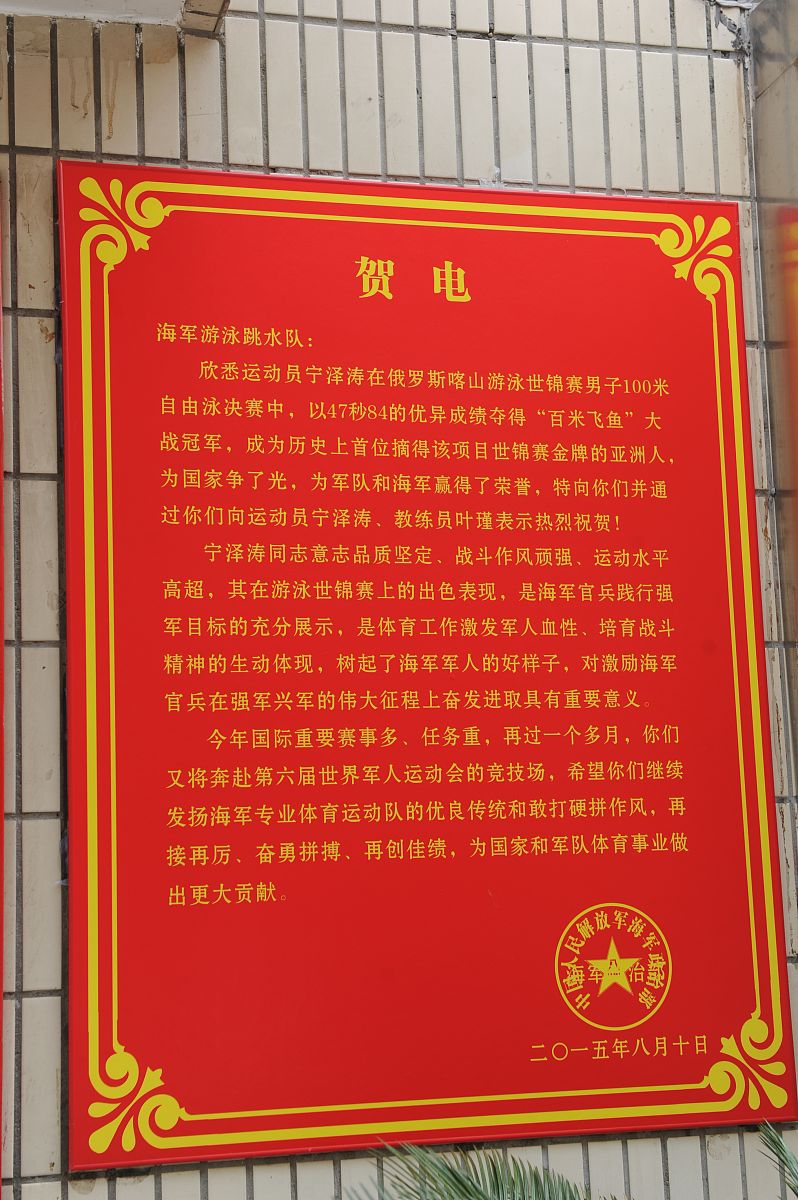 贺电
海军游泳跳水队：
欣悉运动员宁泽涛在俄罗斯喀山游泳世锦赛男子100米
自由泳决赛中，以47秒84的优异成绩夺得“百米飞鱼”大
战冠军，成为历史上首位摘得该项目世锦赛金牌的亚洲人，
为国家争了光，为军队和海军赢得了荣誉，特向你们并通
过你们向运动员宁泽涛、教练员叶瑾表示热烈祝贺！
宁泽涛同志意志品质坚定、战斗作风顽强、运动水平
高超，其在游泳世锦赛上的出色表现，是海军官兵践行强
军目标的充分展示，是体育工作激发军人血性、培育战斗
精神的生动体现，树起了海军军人的好样子，对激励海军
官兵在强军兴军的伟大征程上奋发进取具有重要意义。
今年国际重要赛事多、任务重，再过一个多月，你们
又将奔赴第六届世界军人运动会的竞技场，希望你们继续
发扬海军专业体育运动队的优良传统和敢打硬拼作风，再
接再厉、奋勇拼搏、再创佳绩，为国家和军队体育事业做
出更大贡献。
中国人民解放军海军政治部
海军 治
二〇一五年八月十日